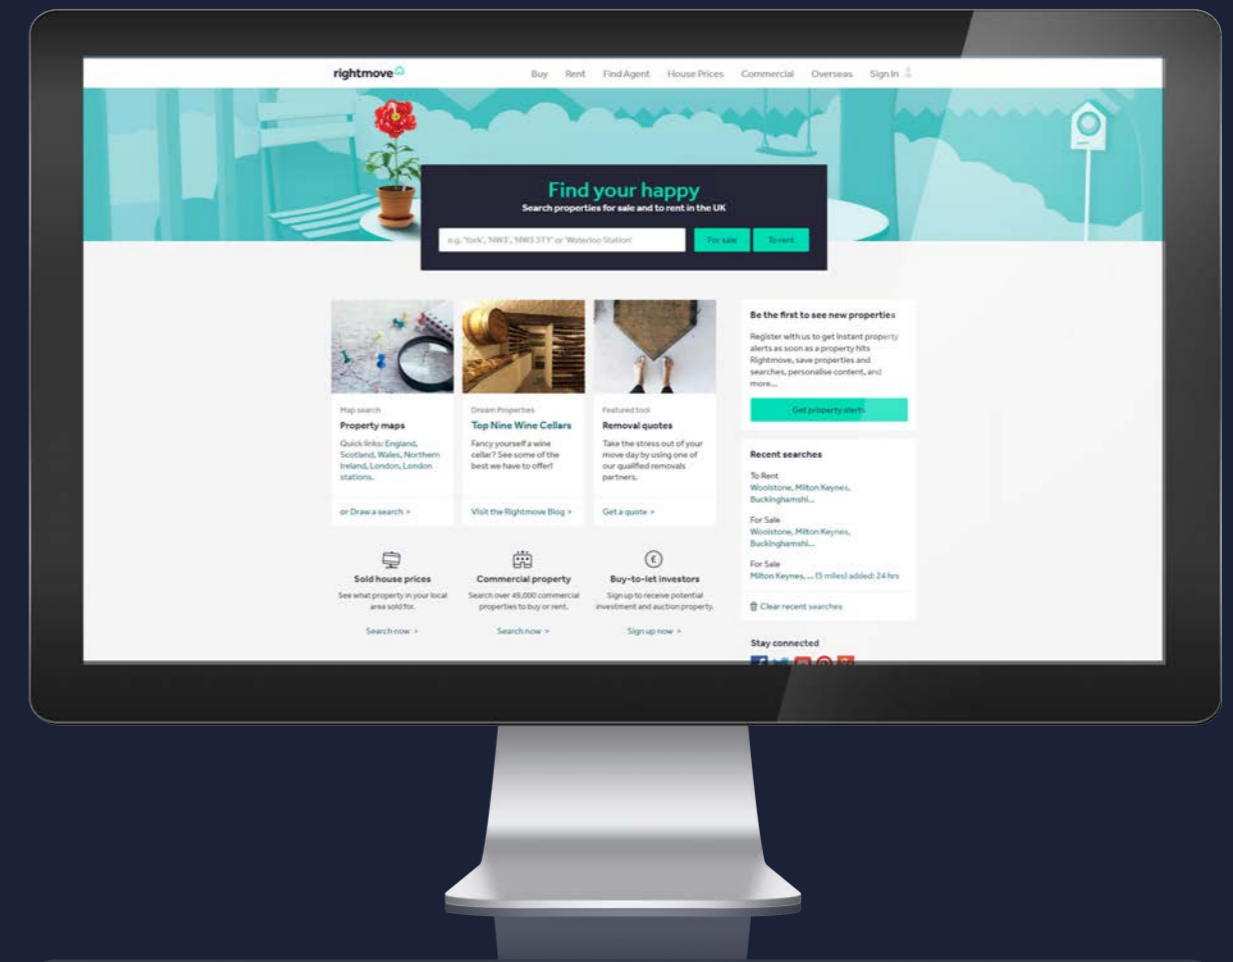 rightmove
Buy Rent Find Agent House Prices Commercial Overseas Sign In
Find your happy
Search properties for sale and to rent in the UK
e.g. 'York', 'NW3', 'NW3 5TY' or 'Waterloo Station'
For sale
To rent
Map search
Property maps
Quick links: England,
Scotland, Wales, Northern
Ireland, London, London
stations.
or Draw a search >
Dream Properties
Top Nine Wine Cellars
Fancy yourself a wine
cellar? See some of the
best we have to offer!
Visit the Rightmove Blog >
Featured tool
Removal quotes
Take the stress out of your
move day by using one of
our qualified removals
partners.
Get a quote >
Be the first to see new properties
Register with us to get instant property
alerts as soon as a property hits
Rightmove, save properties and
searches, personalise content, and
more...
Get property alerts
Recent searches
To Rent
Woolstone, Milton Keynes,
Buckinghamshi...
For Sale
Woolstone, Milton Keynes,
Buckinghamshi...
For Sale
Milton Keynes, ... (5 miles) added: 24 hrs
Clear recent searches
Sold house prices
See what property in your local
area sold for.
Search now >
Commercial property
Search over 49,000 commercial
properties to buy or rent.
Search now >
Buy-to-let investors
Sign up to receive potential
investment and auction property.
Sign up now >
Stay connected